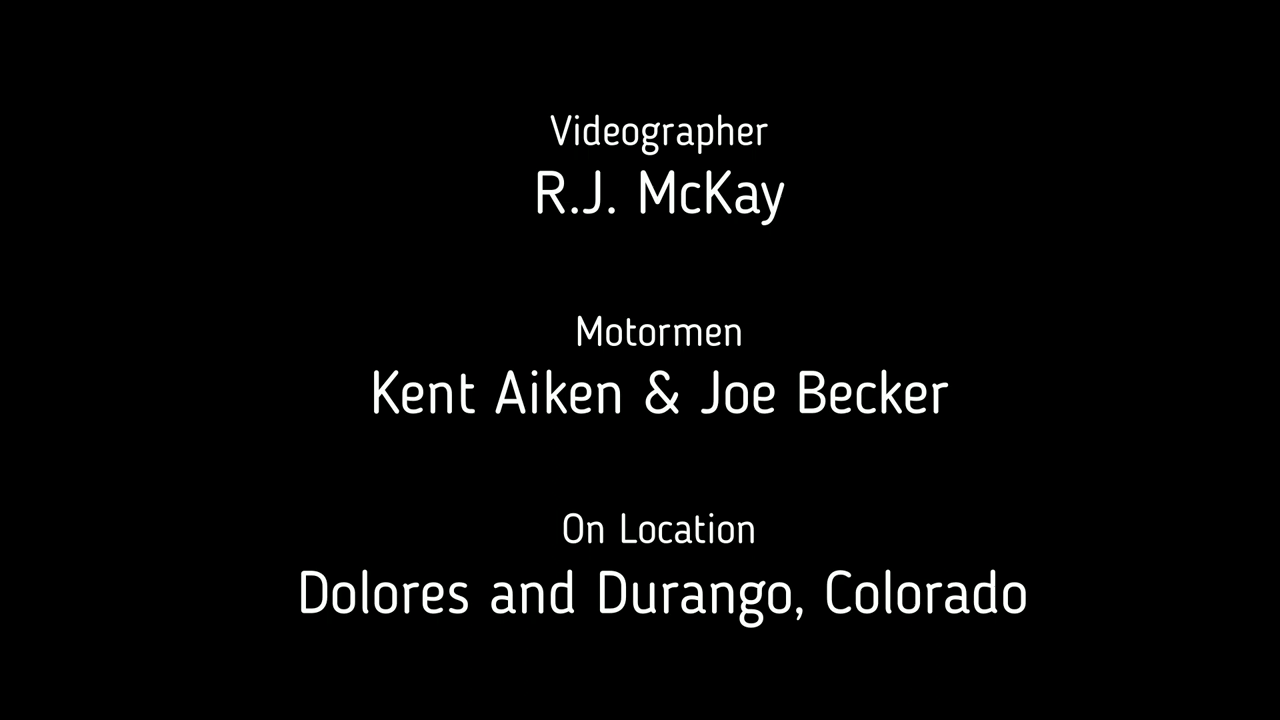 Videographer
R.J. McKay
Motormen
Kent Aiken & Joe Becker
On Location
Dolores and Durango, Colorado